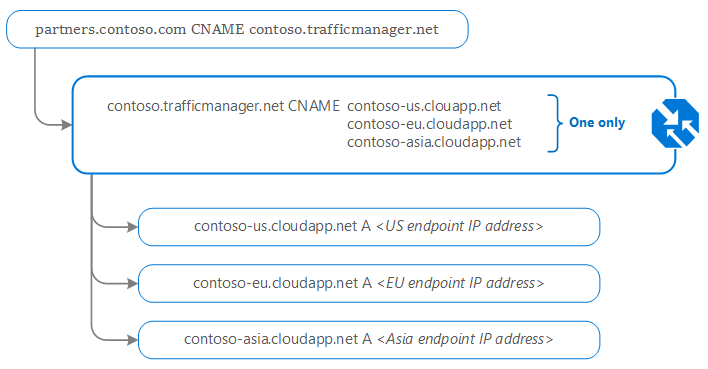 partners.contoso.com CNAME contoso.trafficmanager.net
contoso.trafficmanager.net CNAME contoso-us.clouapp.net
contoso-eu.cloudapp.net
contoso-asia.cloudapp.net
One only
contoso-us.cloudapp.net A <US endpoint IP address>
contoso-eu.cloudapp.net A <EU endpoint IP address>
contoso-asia.cloudapp.net A <Asia endpoint IP address>